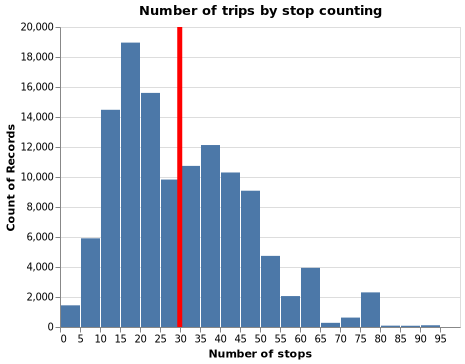 Number of trips by stop counting
20,000
18,000
16,000
14,000
12,000
10,000
8,000
6,000
4,000
2,000
0
Count of Records
0 5 10 15 20 25 30 35 40 45 50 55 60 65 70 75 80 85 90 95
Number of stops